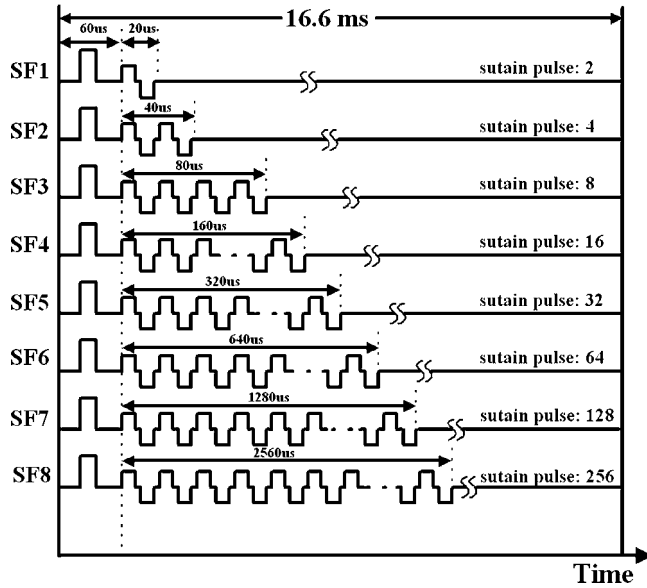 16.6 ms
60us 20us
SF1 sutain pulse: 2
40us
SF2 sutain pulse: 4
80us
SF3 sutain pulse: 8
160us
SF4 sutain pulse: 16
320us
SF5 sutain pulse: 32
640us
SF6 sutain pulse: 64
1280us
SF7 sutain pulse: 128
2560us
SF8 sutain pulse: 256
Time